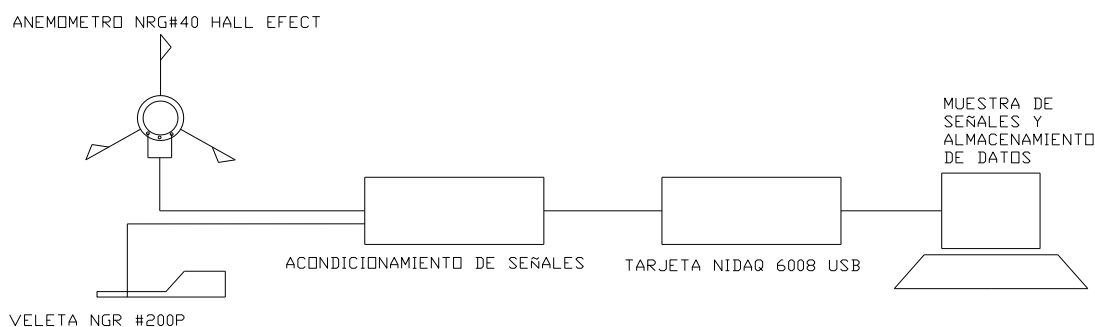 ANEMOMETRO NRG#40 HALL EFECT
MUESTRA DE
SEÑALES Y
ALMACENAMIENTO
DE DATOS
ACONDICIONAMIENTO DE SEÑALES
TARJETA NIDAQ 6008 USB
VELETA NGR #200P